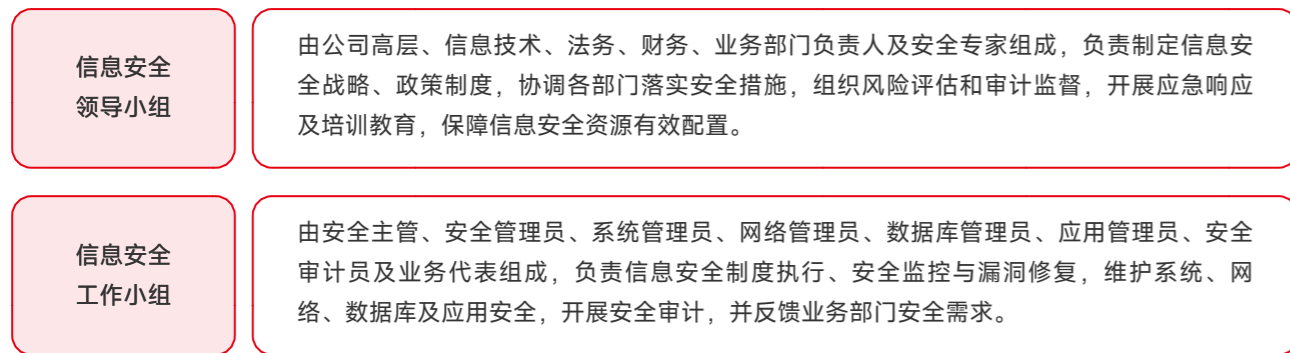 信息安全
领导小组
由公司高层、信息技术、法务、财务、业务部门负责人及安全专家组成，负责制定信息安
全战略、政策制度，协调各部门落实安全措施，组织风险评估和审计监督，开展应急响应
及培训教育，保障信息安全资源有效配置。
信息安全
工作小组
由安全主管、安全管理员、系统管理员、网络管理员、数据库管理员、应用管理员、安全
审计员及业务代表组成，负责信息安全制度执行、安全监控与漏洞修复，维护系统、网
络、数据库及应用安全，开展安全审计，并反馈业务部门安全需求。